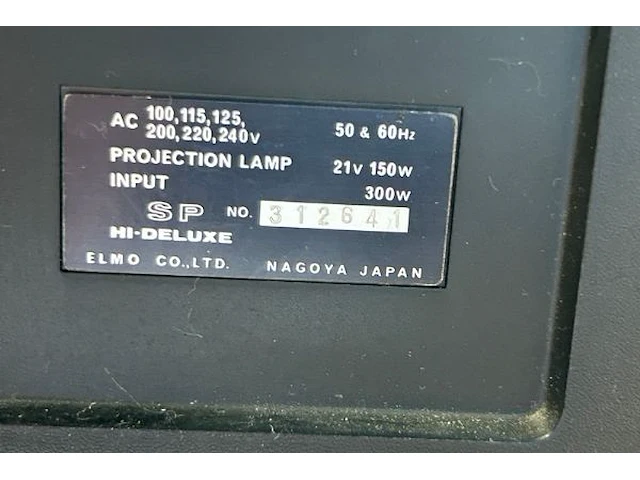 AC 100,115,125, 50 & 60Hz
200,220,240V
PROJECTION LAMP 21V 150W
INPUT 300W
SP NO. 312641
HI-DELUXE
ELMO CO.,LTD. NAGOYA JAPAN